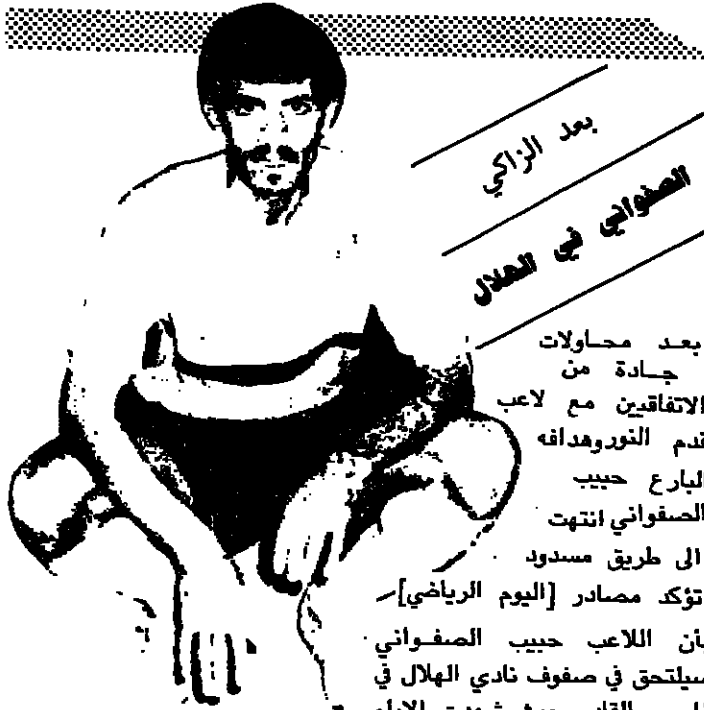 بعد الزاكي
الصفواني في الهلال
بعد محاولات
جادة من
الاتفاقيين مع لاعب
قدم النور وهدافه
البارع حبيب
الصفواني انتهت
الى طريق مسدود
تؤكد مصادر [اليوم الرياضي]
بأن اللاعب حبيب الصفواني
سيلتحق في صفوف نادي الهلال في